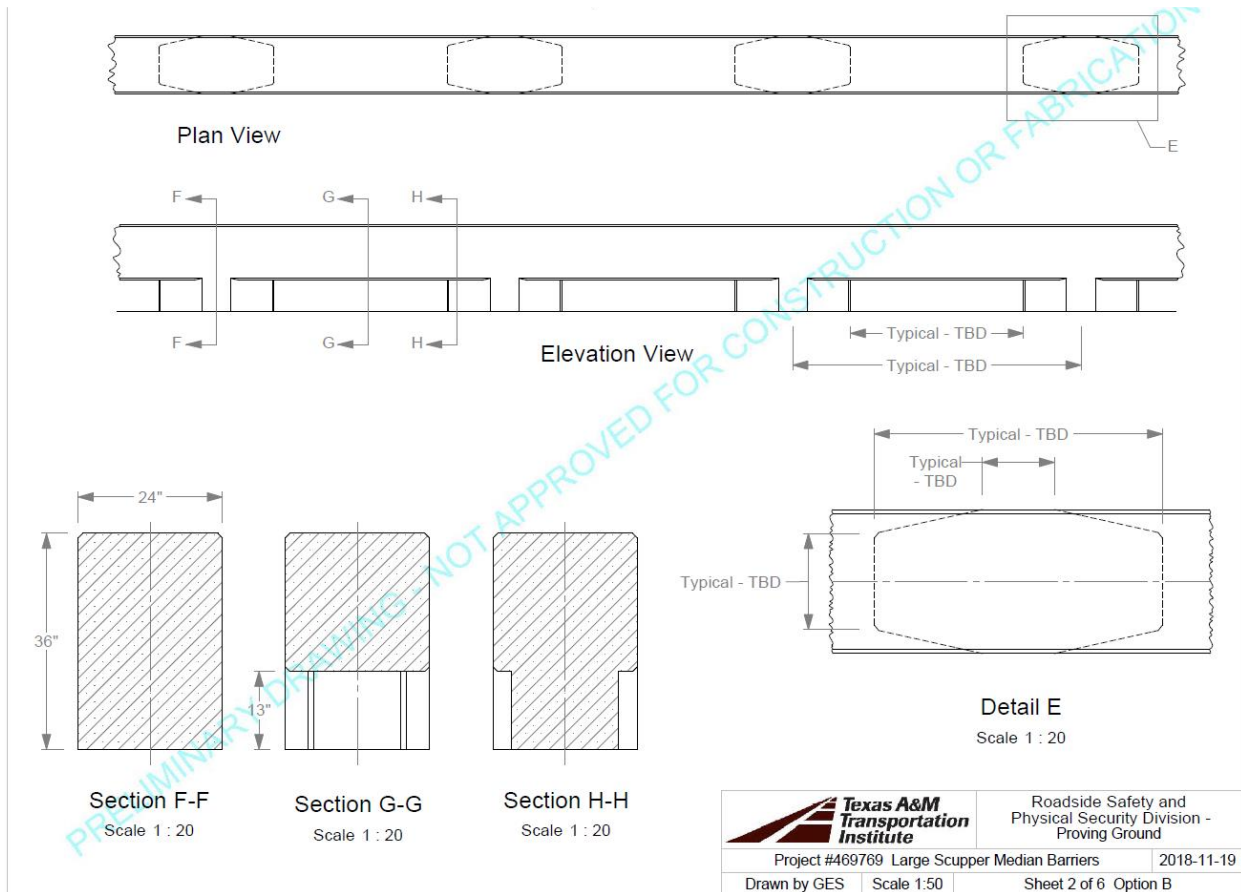 Plan View
E
F
G
H
F
G
H
Elevation View
Typical - TBD
Typical - TBD
PRELIMINARY DRAWING - NOT APPROVED FOR CONSTRUCTION OR FABRICATION
24"
36"
13"
Section F-F
Scale 1 : 20
Section G-G
Scale 1 : 20
Section H-H
Scale 1 : 20
Typical - TBD
Typical
- TBD
Typical - TBD
Detail E
Scale 1 : 20
Texas A&M
Transportation
Institute
Roadside Safety and
Physical Security Division -
Proving Ground
Project #469769 Large Scupper Median Barriers
2018-11-19
Drawn by GES
Scale 1:50
Sheet 2 of 6 Option B